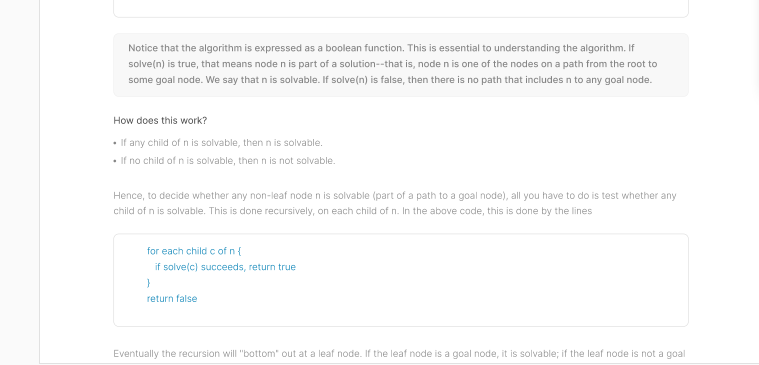 Notice that the algorithm is expressed as a boolean function. This is essential to understanding the algorithm. If
solve(n) is true, that means node n is part of a solution--that is, node n is one of the nodes on a path from the root to
some goal node. We say that n is solvable. If solve(n) is false, then there is no path that includes n to any goal node.
How does this work?
• If any child of n is solvable, then n is solvable.
• If no child of n is solvable, then n is not solvable.
Hence, to decide whether any non-leaf node n is solvable (part of a path to a goal node), all you have to do is test whether any
child of n is solvable. This is done recursively, on each child of n. In the above code, this is done by the lines
for each child c of n {
if solve(c) succeeds, return true
}
return false
Eventually the recursion will "bottom" out at a leaf node. If the leaf node is a goal node, it is solvable; if the leaf node is not a goal